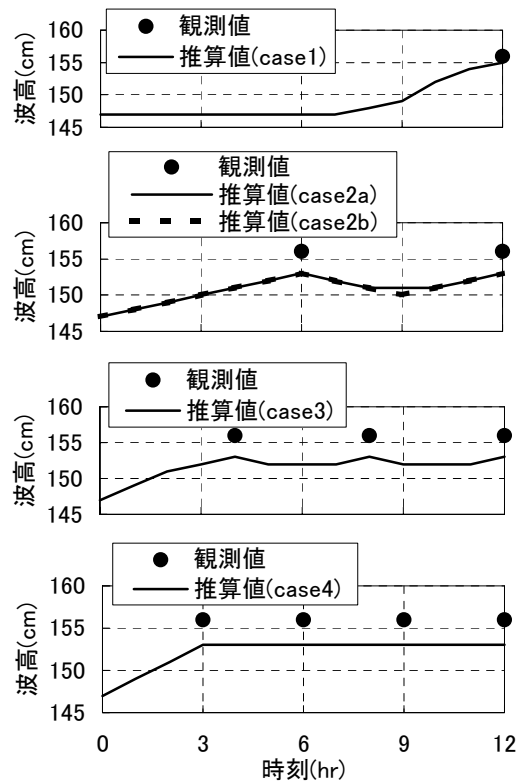 160
155
150
145
波高(cm)
観測値
推算値(case1)
160
155
150
145
波高(cm)
観測値
推算値(case2a)
推算値(case2b)
160
155
150
145
波高(cm)
観測値
推算値(case3)
160
155
150
145
波高(cm)
観測値
推算値(case4)
0 3 6 9 12
時刻(hr)